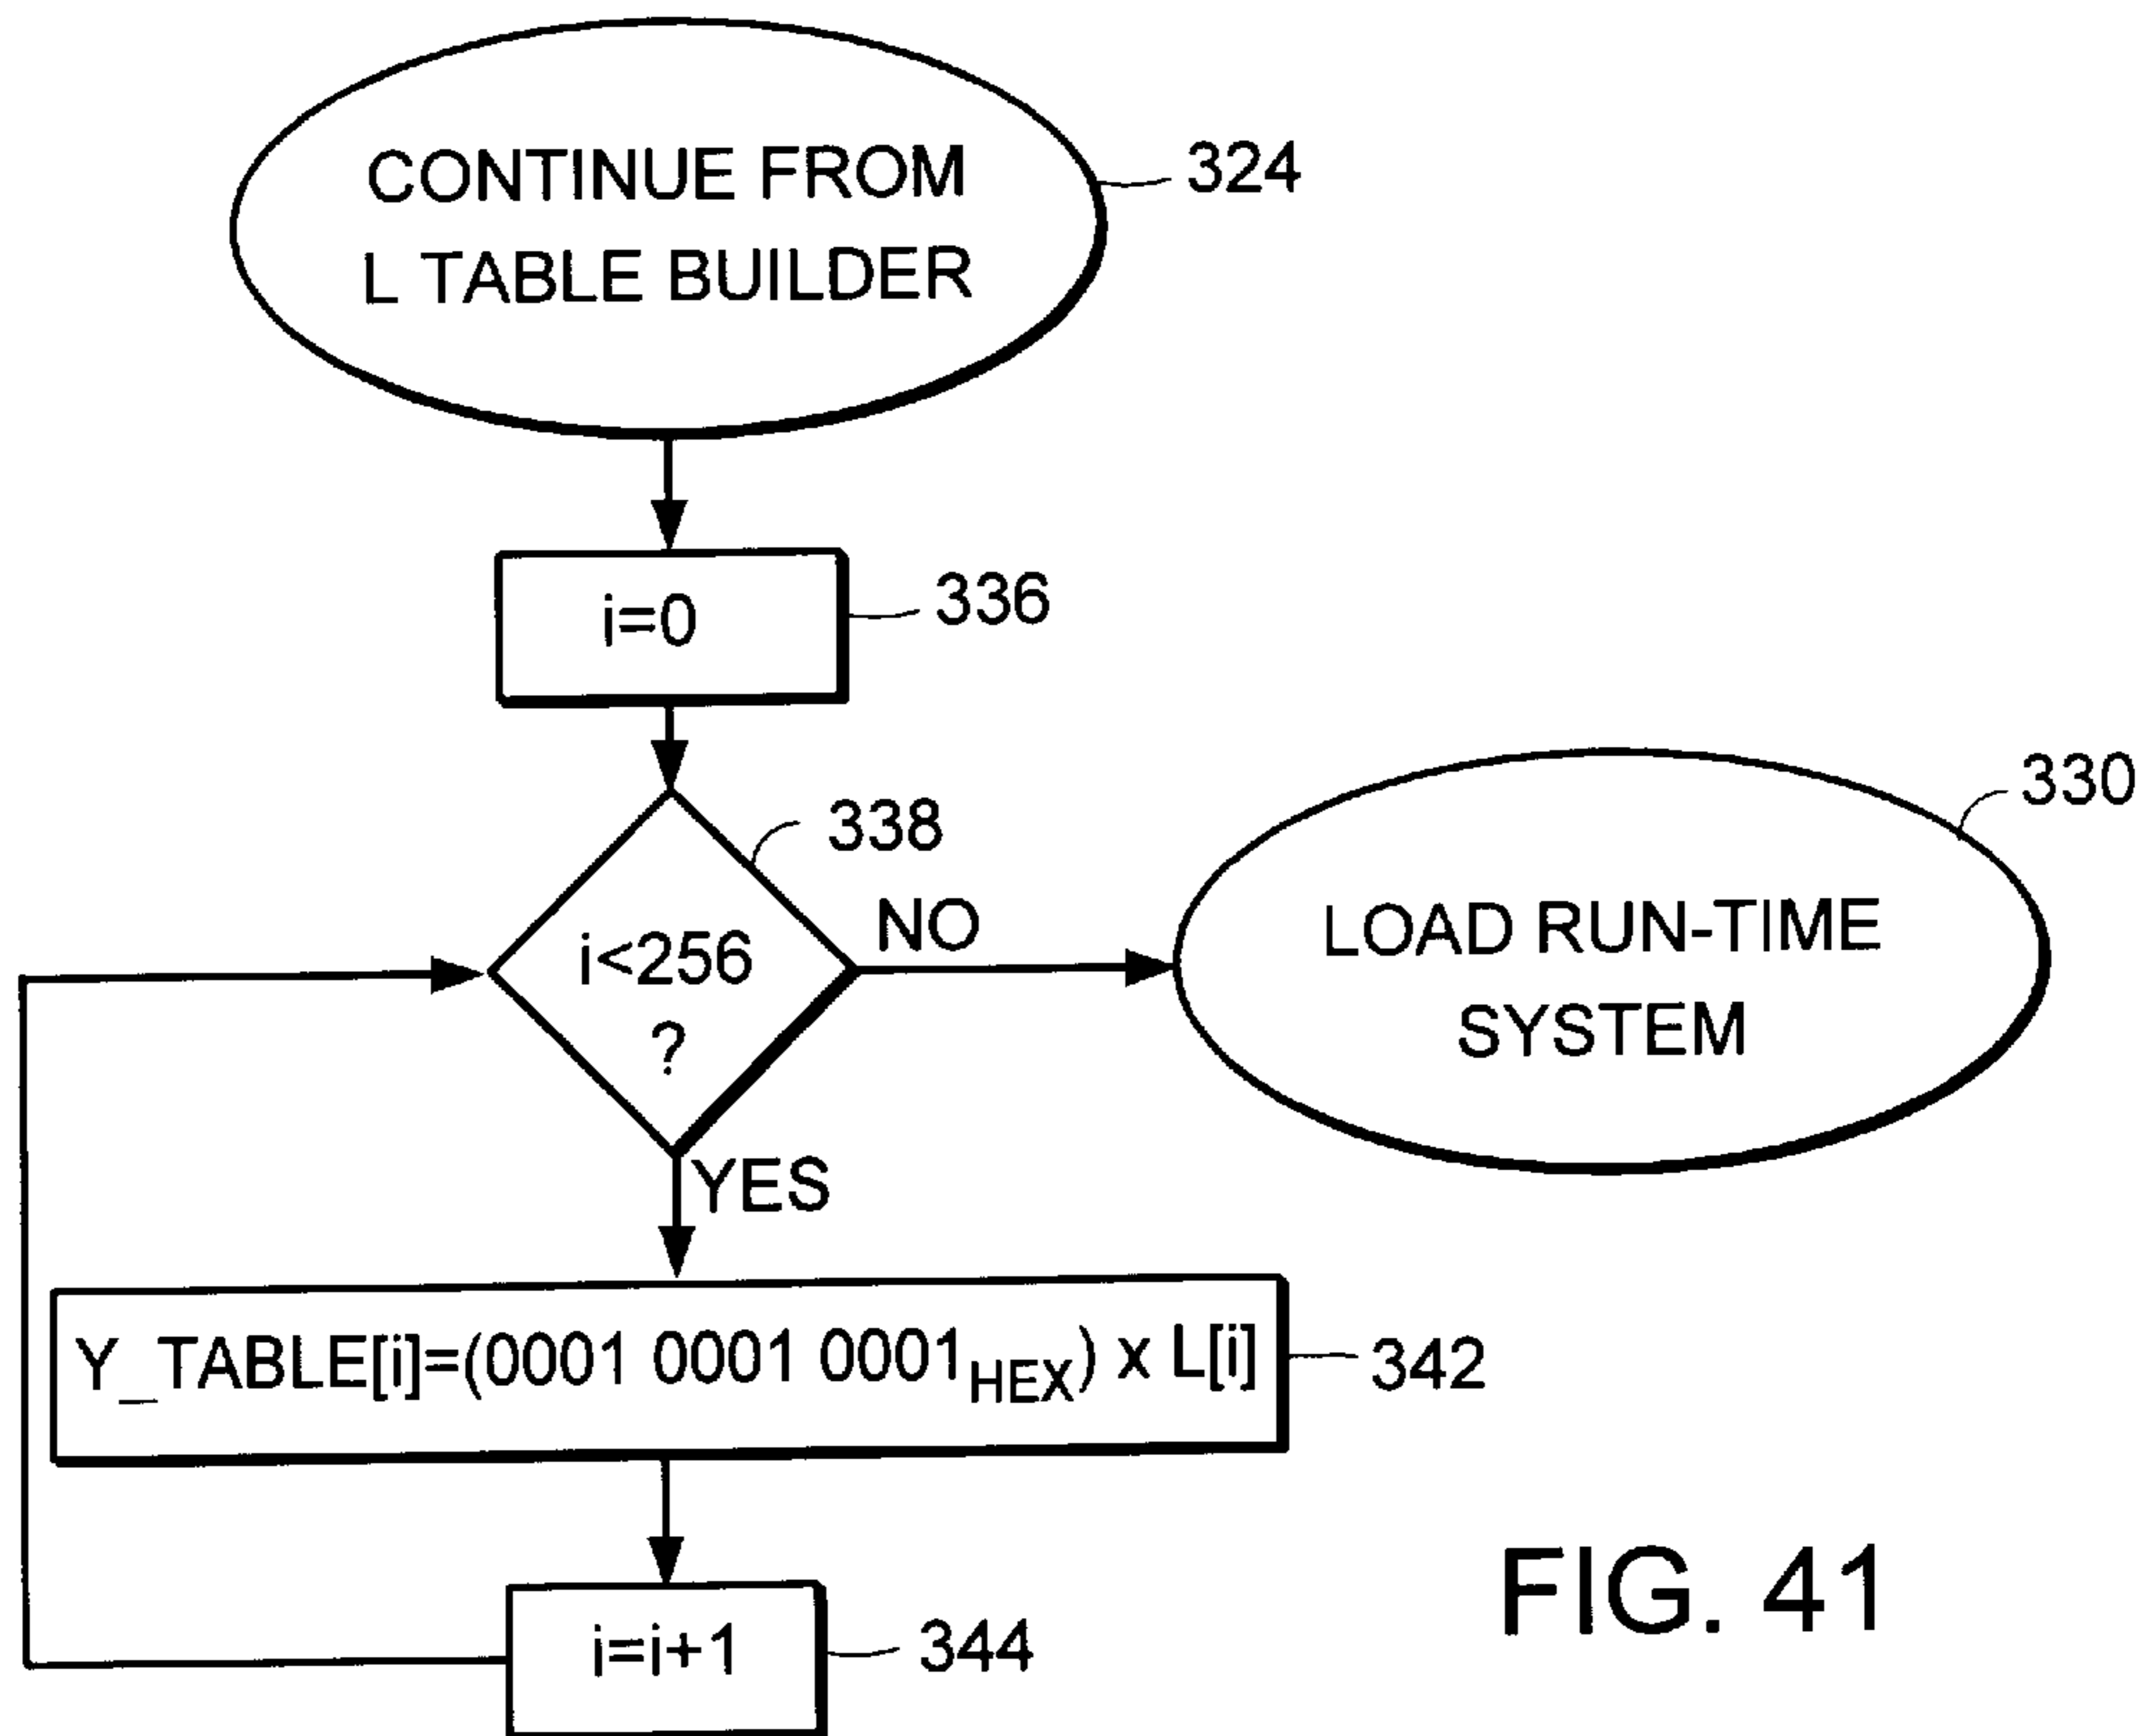 CONTINUE FROM
L TABLE BUILDER
324
i=0
336
338
i<256
?
NO
YES
330
LOAD RUN-TIME
SYSTEM
Y_TABLE[i]=(0001 0001 0001HEX) x L[i]
342
i=i+1
344
FIG. 41